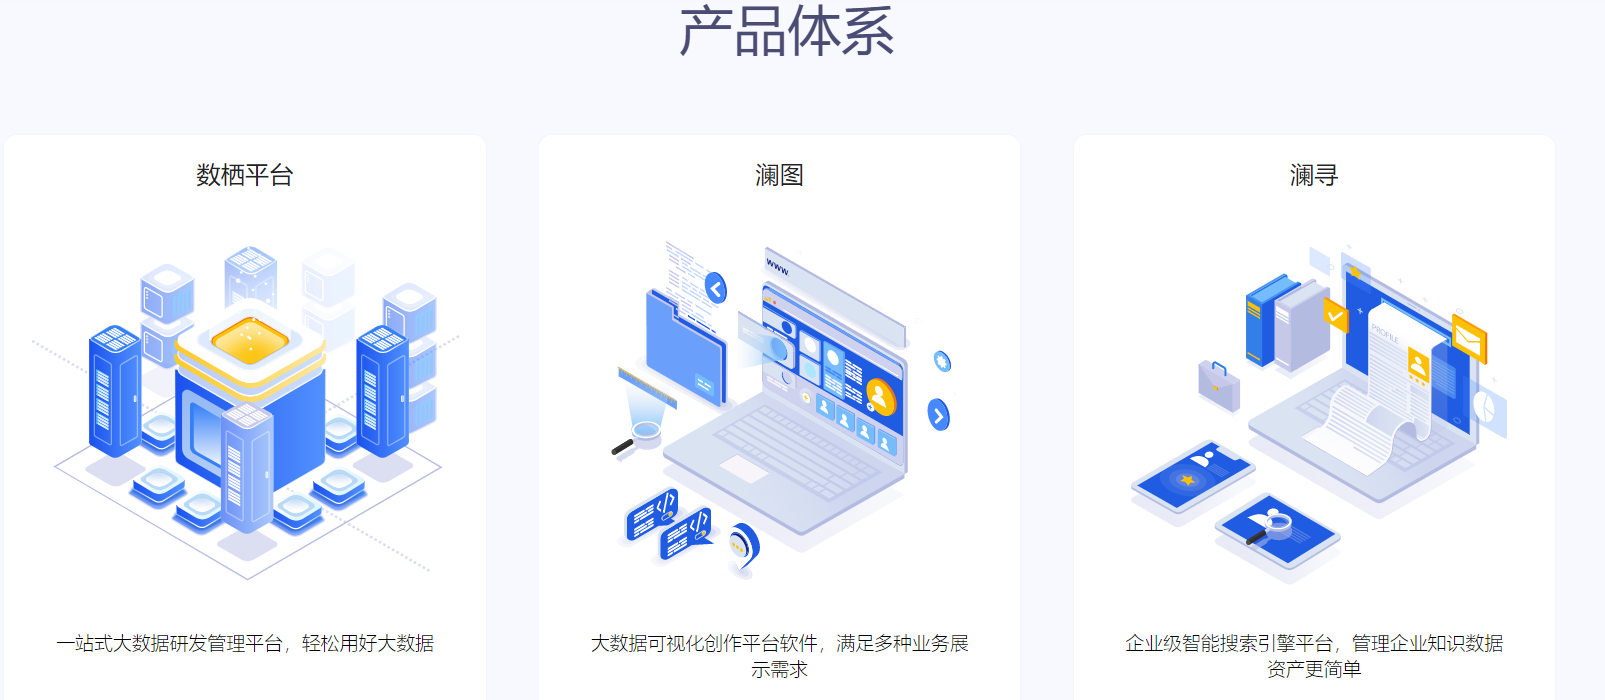 产品体系
数栖平台
澜图
澜寻
WWW
PROFILE
一站式大数据研发管理平台，轻松用好大数据
大数据可视化创作平台软件，满足多种业务展
示需求
企业级智能搜索引擎平台，管理企业知识数据
资产更简单